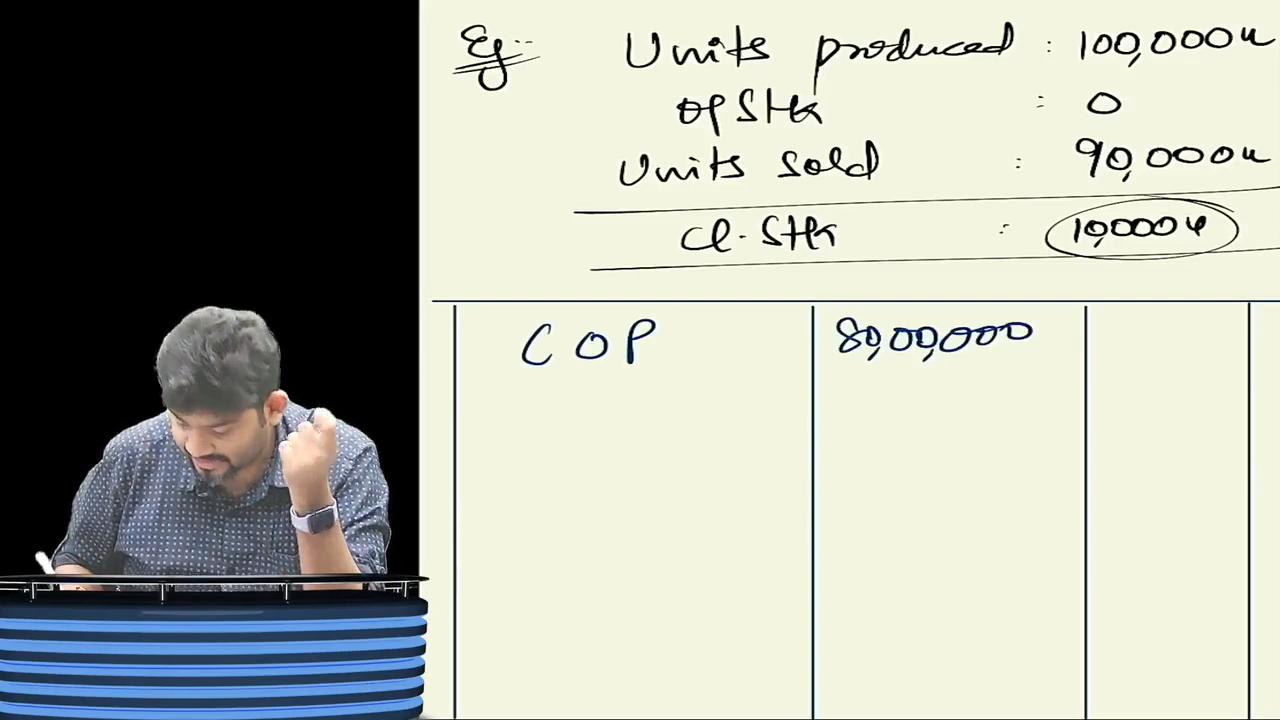 Eg:- Units produced : 100,000u
Op Stk : 0
Units sold : 90,000u
Cl. Stk : 10,000u
COP 80,00,000